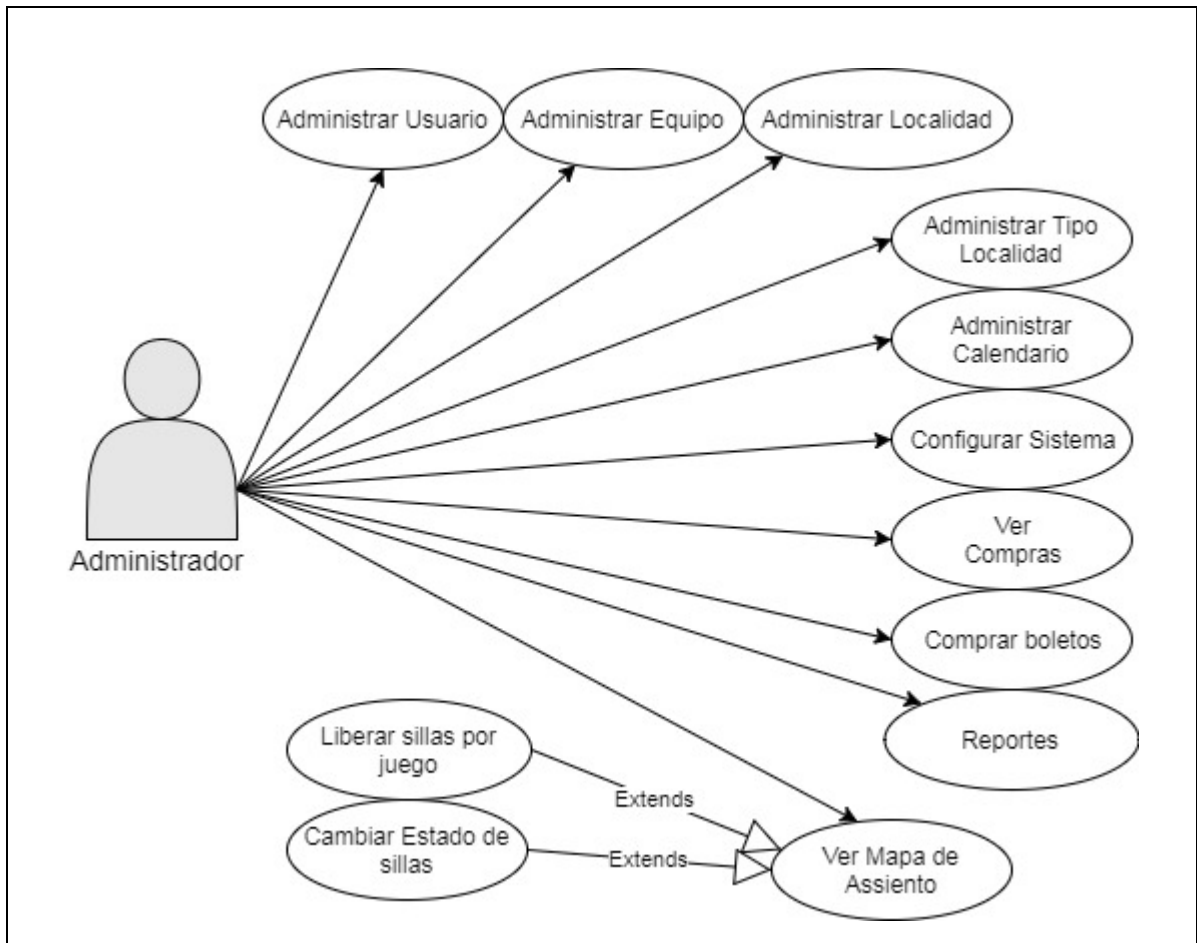 Administrar Usuario
Administrar Equipo
Administrar Localidad
Administrar Tipo
Localidad
Administrar
Calendario
Configurar Sistema
Ver
Compras
Comprar boletos
Reportes
Administrador
Liberar sillas por
juego
Extends
Cambiar Estado de
sillas
Extends
Ver Mapa de
Assiento